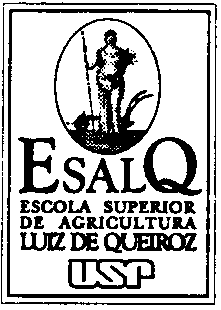 ESALQ
ESCOLA SUPERIOR
DE AGRICULTURA
LUIZ DE QUEIROZ
USP